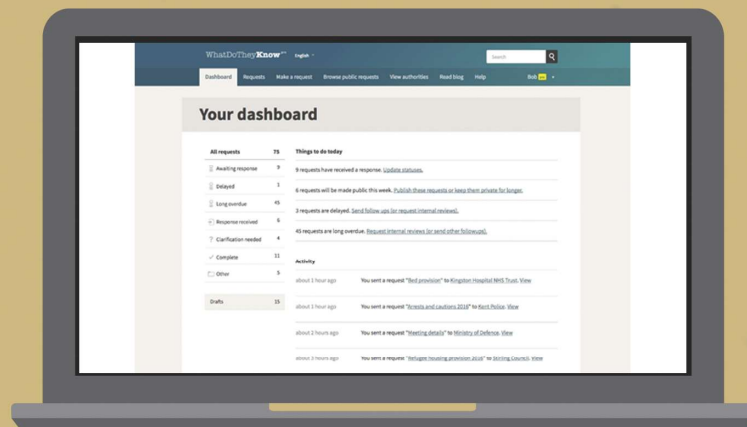 WhatDoTheyKnow English
Search
Dashboard Requests Make a request Browse public requests View authorities Read blog Help Bob
Your dashboard
All requests 75
Awaiting response 9
Delayed 1
Long overdue 45
Response received 6
Clarification needed 4
Complete 11
Other 5
Drafts 15
Things to do today
9 requests have received a response. Update statuses.
6 requests will be made public this week. Publish these requests or keep them private for longer.
3 requests are delayed. Send follow ups (or request internal reviews).
45 requests are long overdue. Request internal reviews (or send other followups).
Activity
about 1 hour ago You sent a request "Bed provision" to Kingston Hospital NHS Trust. View
about 1 hour ago You sent a request "Arrests and cautions 2016" to Kent Police. View
about 2 hours ago You sent a request "Meeting details" to Ministry of Defence. View
about 2 hours ago You sent a request "Refugee housing provision 2016" to Stirling Council. View